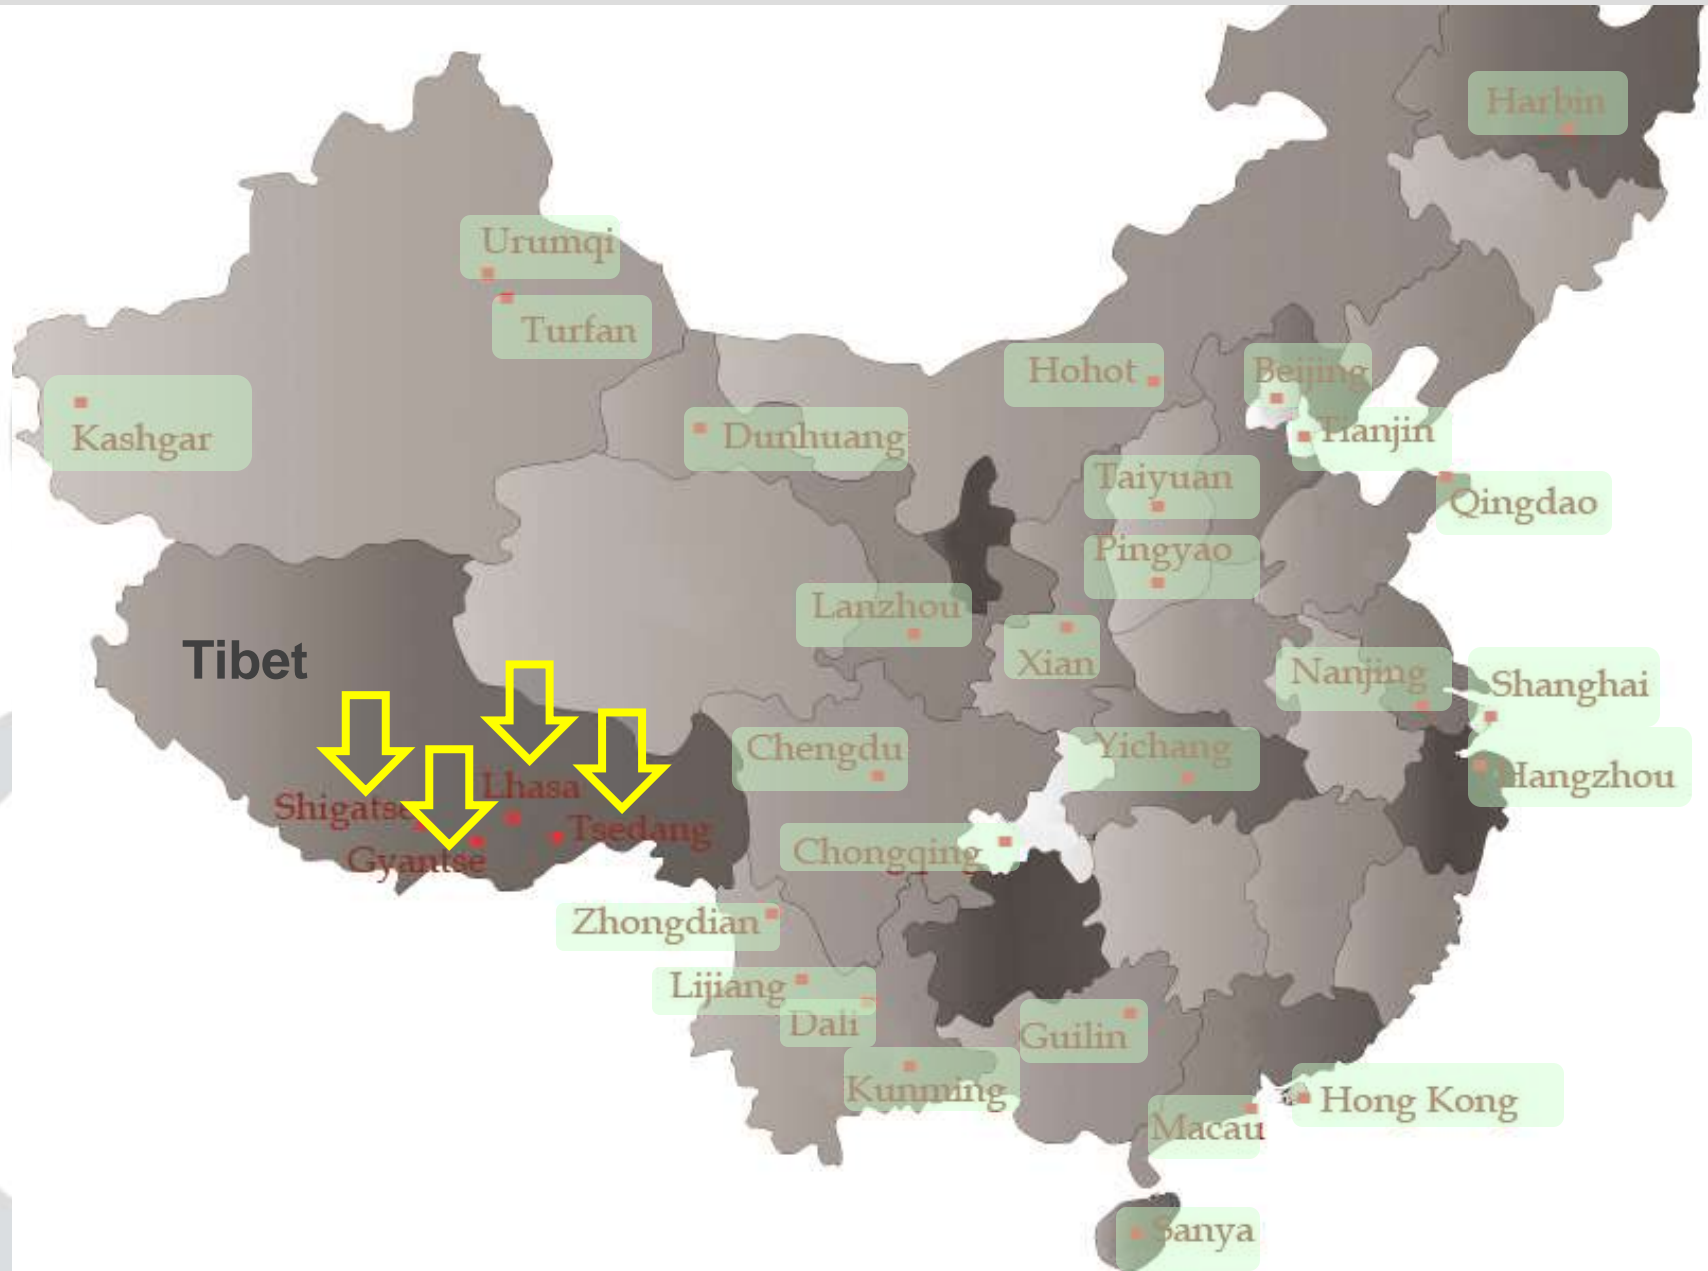 Harbin
Urumqi
Turfan
Hohot
Beijing
Kashgar
Dunhuang
Tianjin
Taiyuan
Qingdao
Pingyao
Lanzhou
Xian
Tibet
Nanjing
Shanghai
Chengdu
Yichang
Hangzhou
Lhasa
Shigatse
Tsedang
Gyantse
Chongqing
Zhongdian
Lijiang
Dali
Guilin
Kunming
Hong Kong
Macau
Sanya